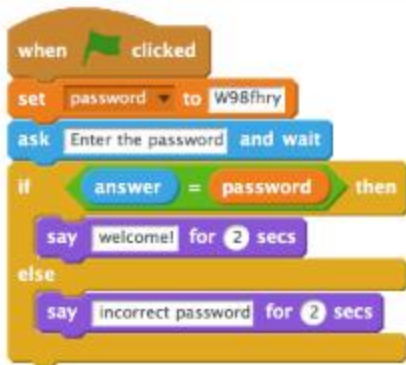 when clicked
set password to W98fhry
ask Enter the password and wait
if answer = password then
say welcome! for 2 secs
else
say incorrect password for 2 secs